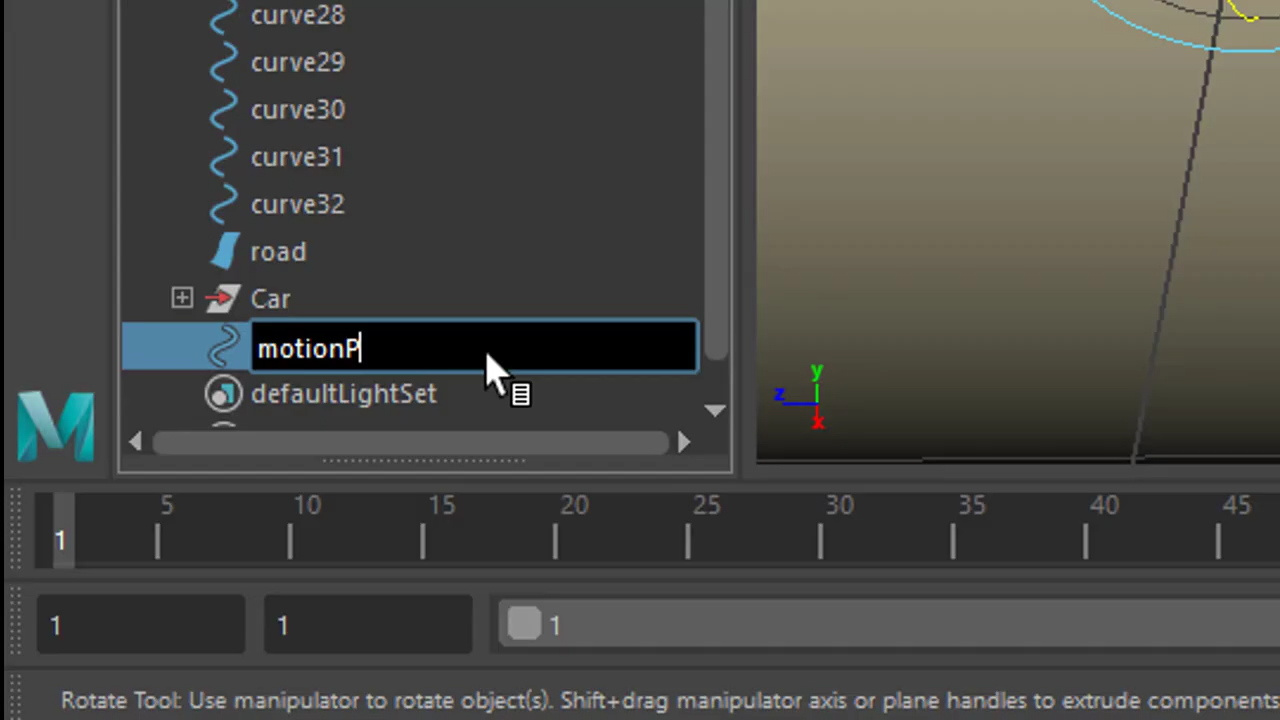 curve28
curve29
curve30
curve31
curve32
road
Car
motionP
defaultLightSet
y
z
x
M
5 10 15 20 25 30 35 40 45
1
1 1 1
Rotate Tool: Use manipulator to rotate object(s). Shift+drag manipulator axis or plane handles to extrude components